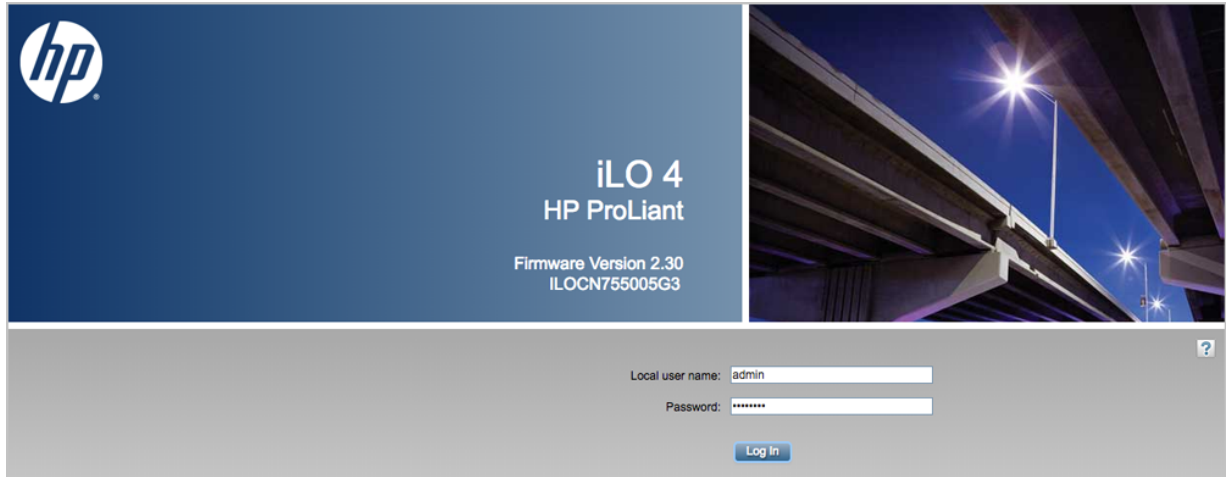 hp
iLO 4
HP ProLiant
Firmware Version 2.30
ILOCN755005G3
?
Local user name: admin
Password: ••••••••
Log In